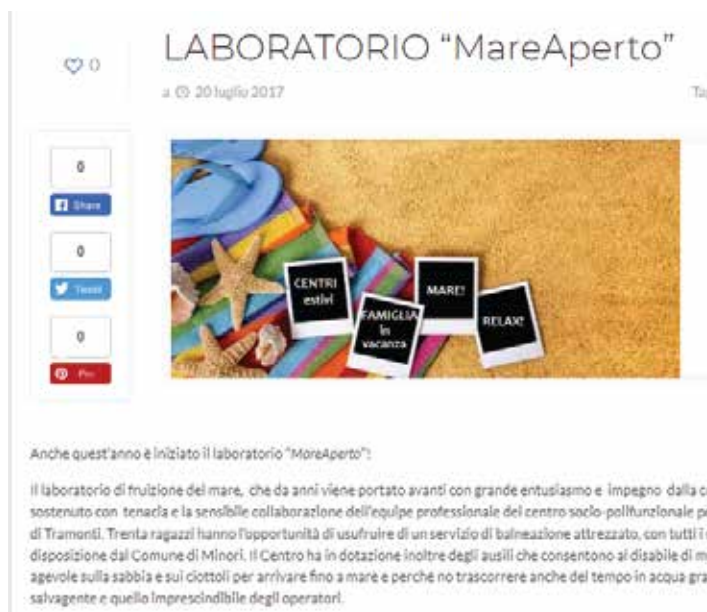 LABORATORIO “MareAperto”
0
a 20 luglio 2017
0
Share
0
Tweet
0
Pin
CENTRI
estivi
FAMIGLIA
in
vacanza
MARE!
RELAX!
Anche quest'anno è iniziato il laboratorio "MareAperto"!
Il laboratorio di fruizione del mare, che da anni viene portato avanti con grande entusiasmo e impegno dalla
sostenuto con tenacia e la sensibile collaborazione dell'equipe professionale del centro socio-polifunzionale
di Tramonti. Trenta ragazzi hanno l'opportunità di usufruire di un servizio di balneazione attrezzato, con tutti i
disposizione dal Comune di Minori. Il Centro ha in dotazione inoltre degli ausili che consentono al disabile di
agevole sulla sabbia e sui ciottoli per arrivare fino a mare e perché no trascorrere anche del tempo in acqua
salvagente e quello imprescindibile degli operatori.